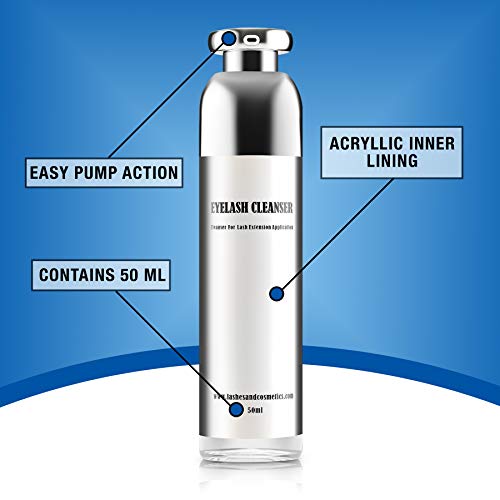 EASY PUMP ACTION
ACRYLLIC INNER
LINING
EYELASH CLEANSER
Cleanser For Lash Extension Application
CONTAINS 50 ML
www.lashesandcosmetics.com
50ml